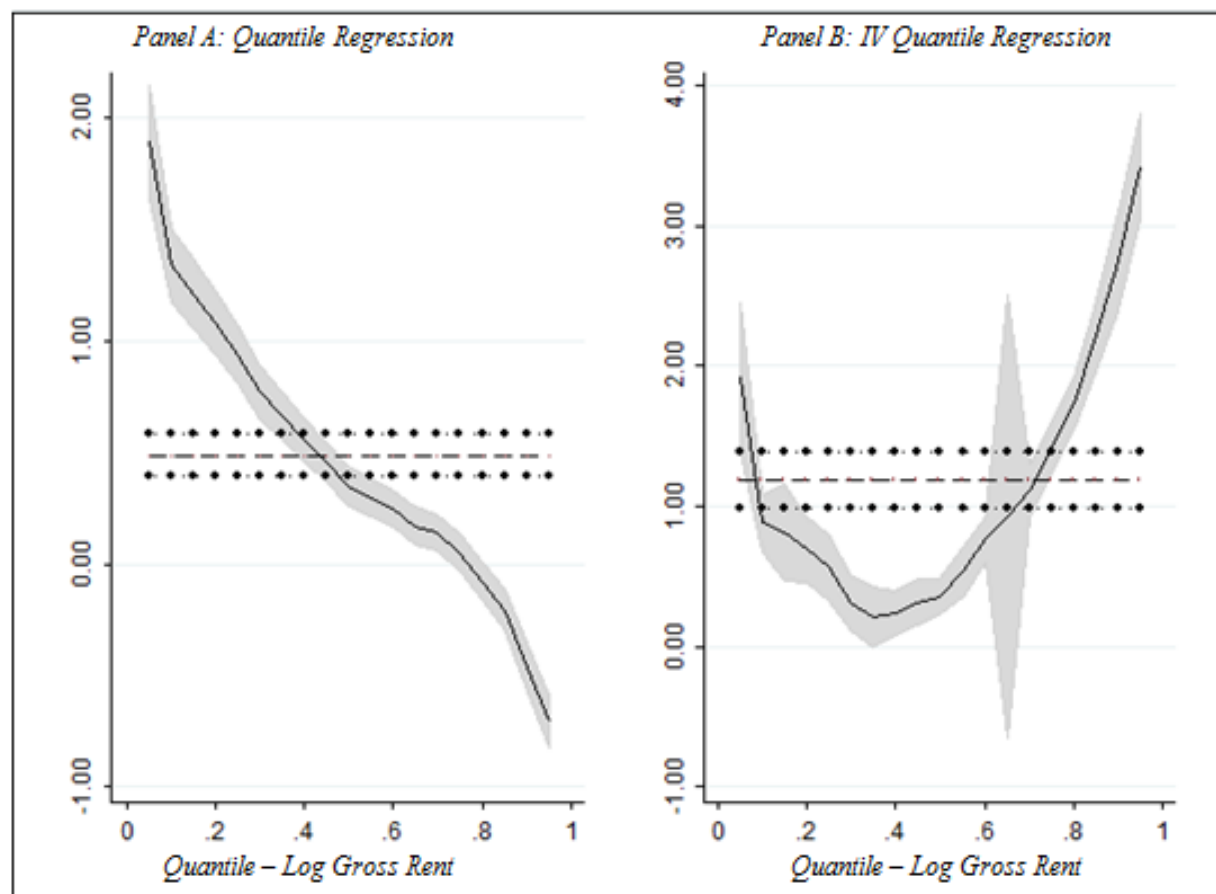 Panel A: Quantile Regression
2.00
1.00
0.00
-1.00
0 .2 .4 .6 .8 1
Quantile – Log Gross Rent
Panel B: IV Quantile Regression
4.00
3.00
2.00
1.00
0.00
-1.00
0 .2 .4 .6 .8 1
Quantile – Log Gross Rent